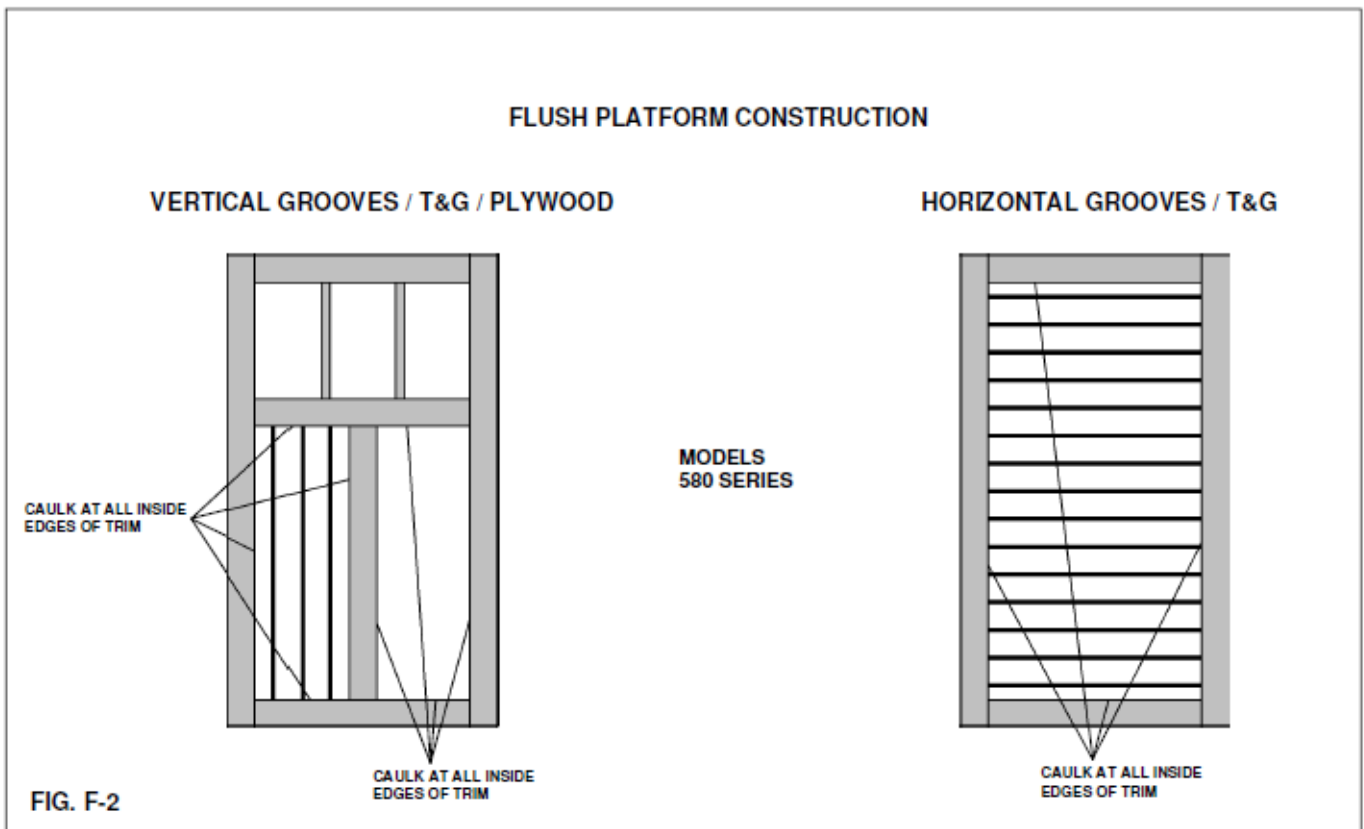 FLUSH PLATFORM CONSTRUCTION
VERTICAL GROOVES / T&G / PLYWOOD
HORIZONTAL GROOVES / T&G
MODELS
580 SERIES
CAULK AT ALL INSIDE
EDGES OF TRIM
CAULK AT ALL INSIDE
EDGES OF TRIM
CAULK AT ALL INSIDE
EDGES OF TRIM
FIG. F-2